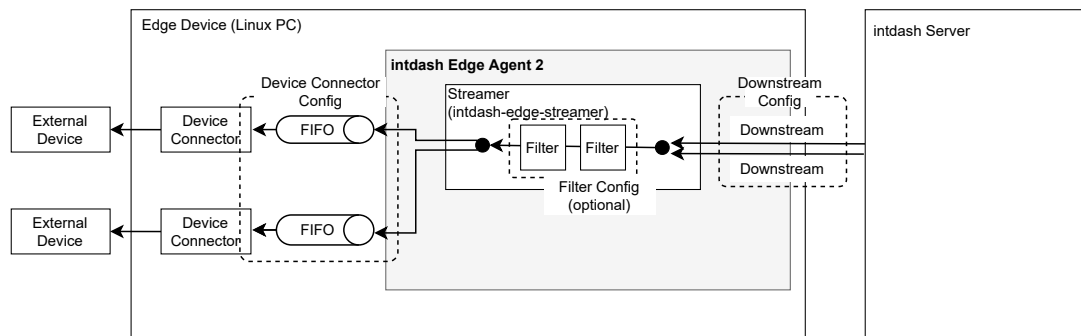 Edge Device (Linux PC)
intdash Server
intdash Edge Agent 2
Device Connector
Config
Streamer
(intdash-edge-streamer)
Downstream
Config
External
Device
Device
Connector
FIFO
Filter
Filter
Downstream
Downstream
Filter Config
(optional)
External
Device
Device
Connector
FIFO